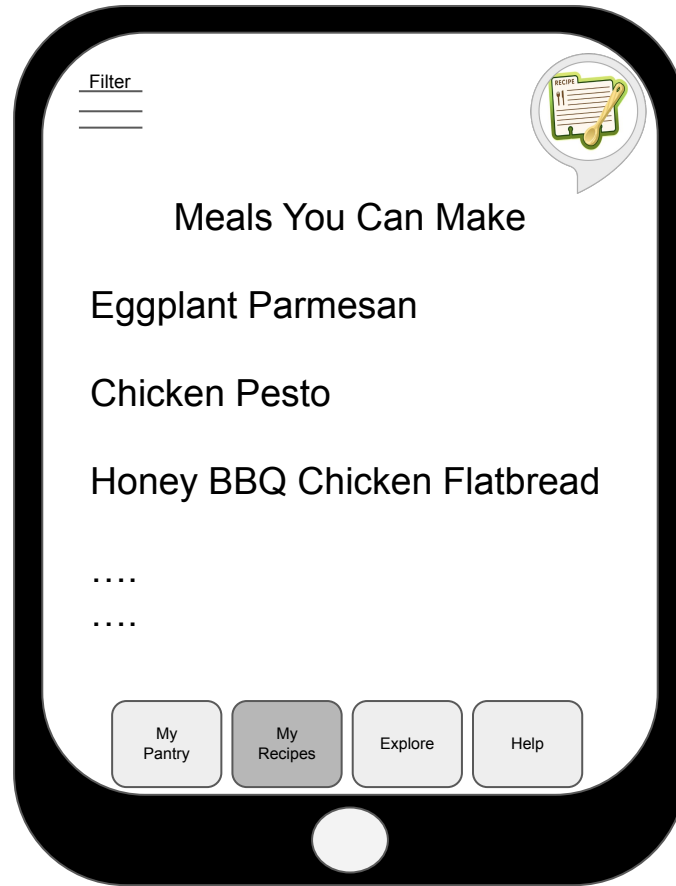 Filter
RECIPE
Meals You Can Make
Eggplant Parmesan
Chicken Pesto
Honey BBQ Chicken Flatbread
....
....
My
Pantry
My
Recipes
Explore
Help